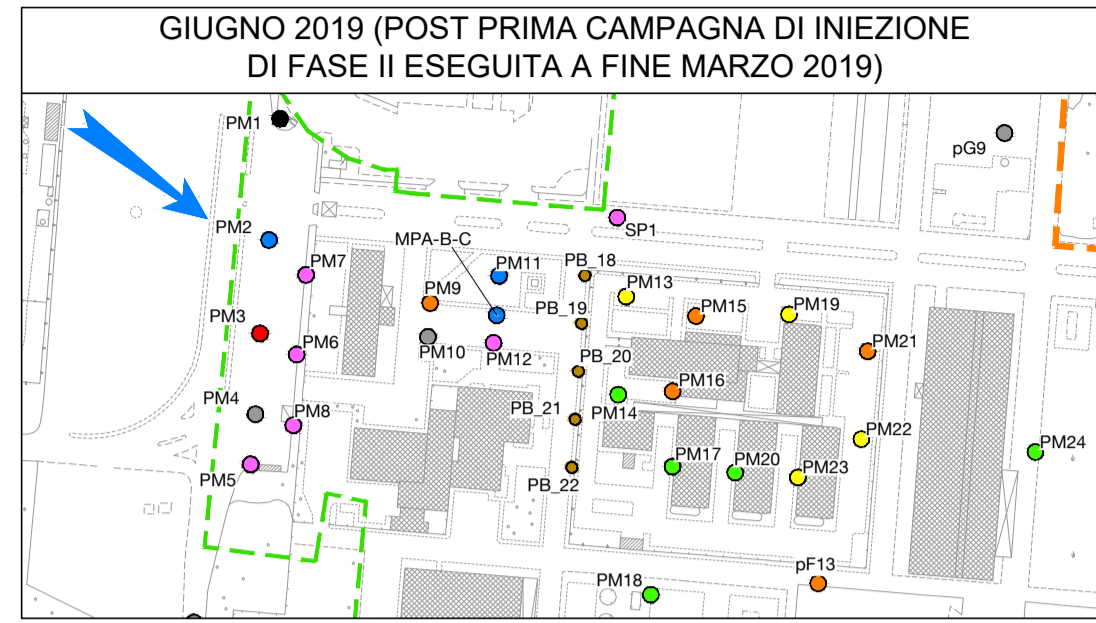 GIUGNO 2019 (POST PRIMA CAMPAGNA DI INIEZIONE
DI FASE II ESEGUITA A FINE MARZO 2019)
PM1
pG9
PM2
SP1
MPA-B-C
PM7
PM11
PB_18
PM13
PM9
PM15
PM19
PB_19
PM3
PM6
PM10
PM12
PM21
PB_20
PM16
PM4
PM8
PB_21
PM14
PM22
PM24
PM5
PB_22
PM17
PM20
PM23
pF13
PM18